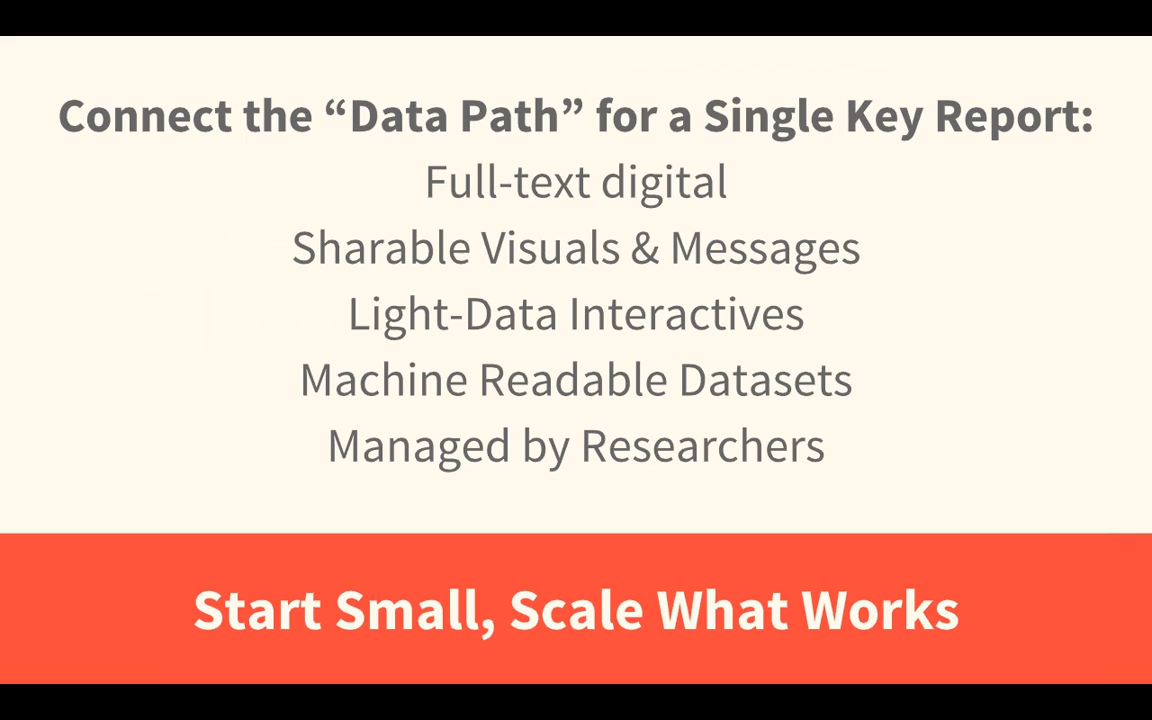 Connect the “Data Path” for a Single Key Report:
Full-text digital
Sharable Visuals & Messages
Light-Data Interactives
Machine Readable Datasets
Managed by Researchers
Start Small, Scale What Works